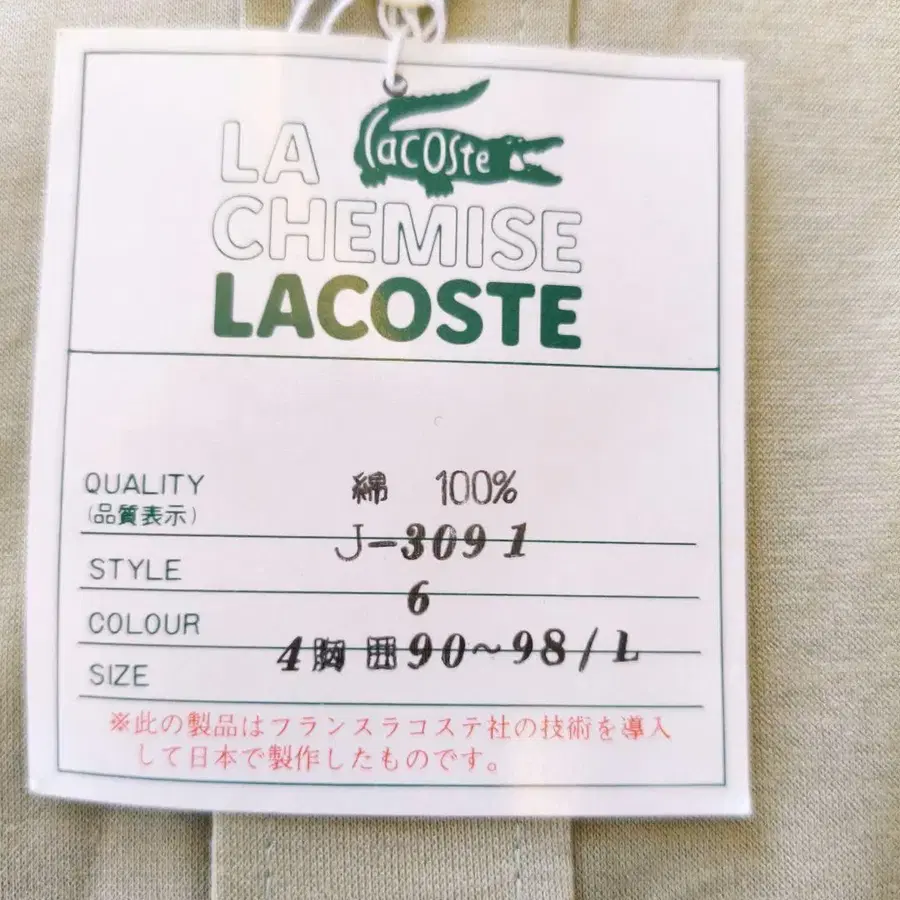 lacoste
LA
CHEMISE
LACOSTE
QUALITY 綿 100%
(品質表示)
STYLE J-3091
COLOUR 6
SIZE 4胸囲90~98/L
※此の製品はフランスラコステ社の技術を導入
して日本で製作したものです。